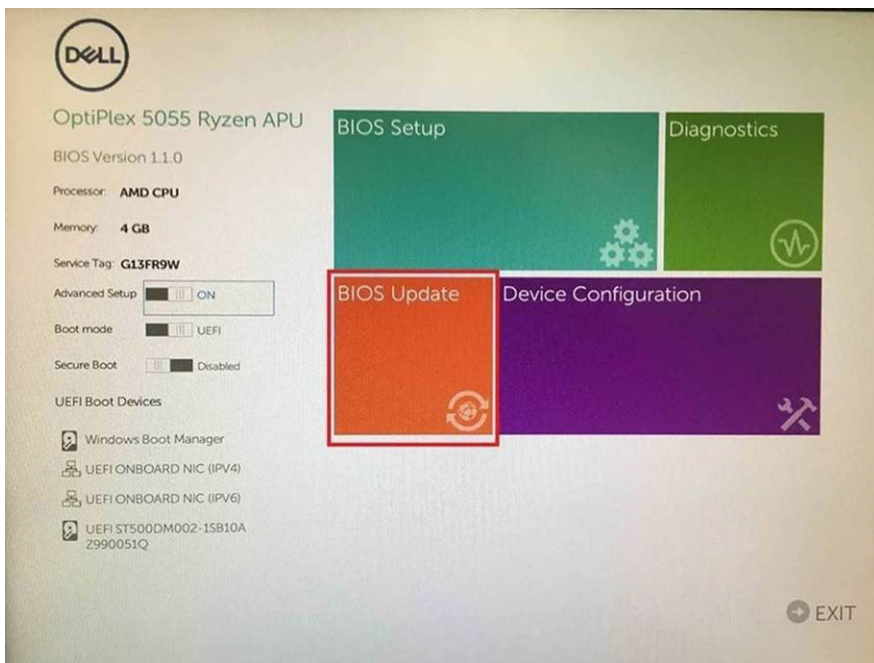 DELL
OptiPlex 5055 Ryzen APU
BIOS Version 1.1.0
Processor: AMD CPU
Memory: 4 GB
Service Tag: G13FR9W
Advanced Setup ON
Boot mode UEFI
Secure Boot Disabled
UEFI Boot Devices
Windows Boot Manager
UEFI ONBOARD NIC (IPV4)
UEFI ONBOARD NIC (IPV6)
UEFI ST500DM002-1SB10A
Z990051Q
BIOS Setup
Diagnostics
BIOS Update
Device Configuration
EXIT